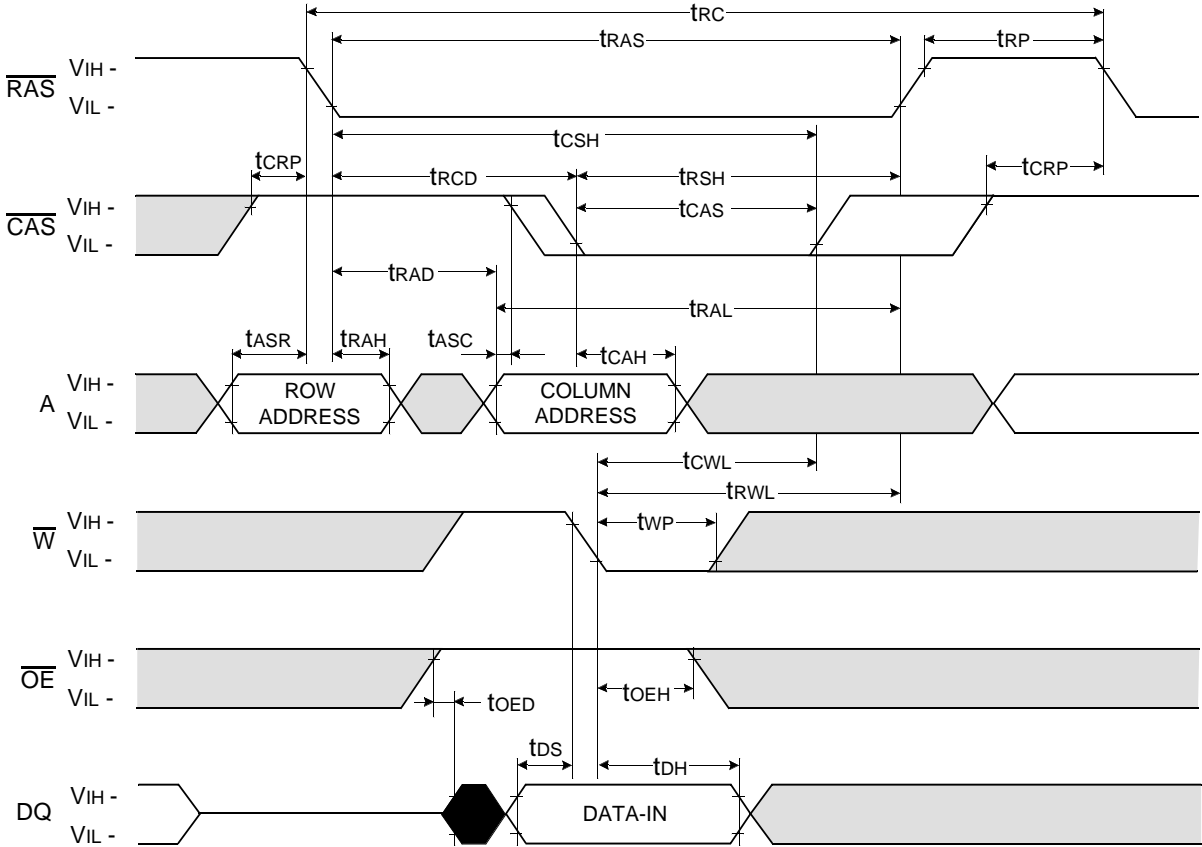 tRC
tRAS
tRP
RAS
VIH -
VIL -
tCSH
tCRP
tRCD
tRSH
tCRP
CAS
VIH -
VIL -
tCAS
tRAD
tRAL
tASR
tRAH
tASC
tCAH
A
VIH -
VIL -
ROW
ADDRESS
COLUMN
ADDRESS
tCWL
tRWL
W
VIH -
VIL -
tWP
OE
VIH -
VIL -
tOED
tOEH
tDS
tDH
DQ
VIH -
VIL -
DATA-IN